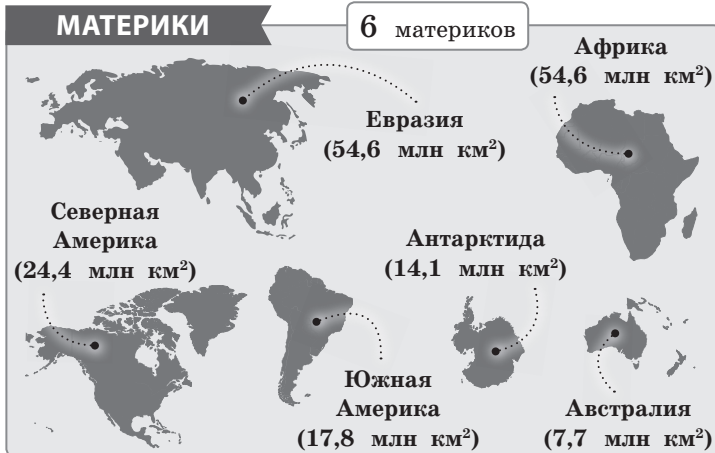 МАТЕРИКИ
6 материков
Евразия
(54,6 млн км²)
Африка
(54,6 млн км²)
Северная
Америка
(24,4 млн км²)
Южная
Америка
(17,8 млн км²)
Антарктида
(14,1 млн км²)
Австралия
(7,7 млн км²)